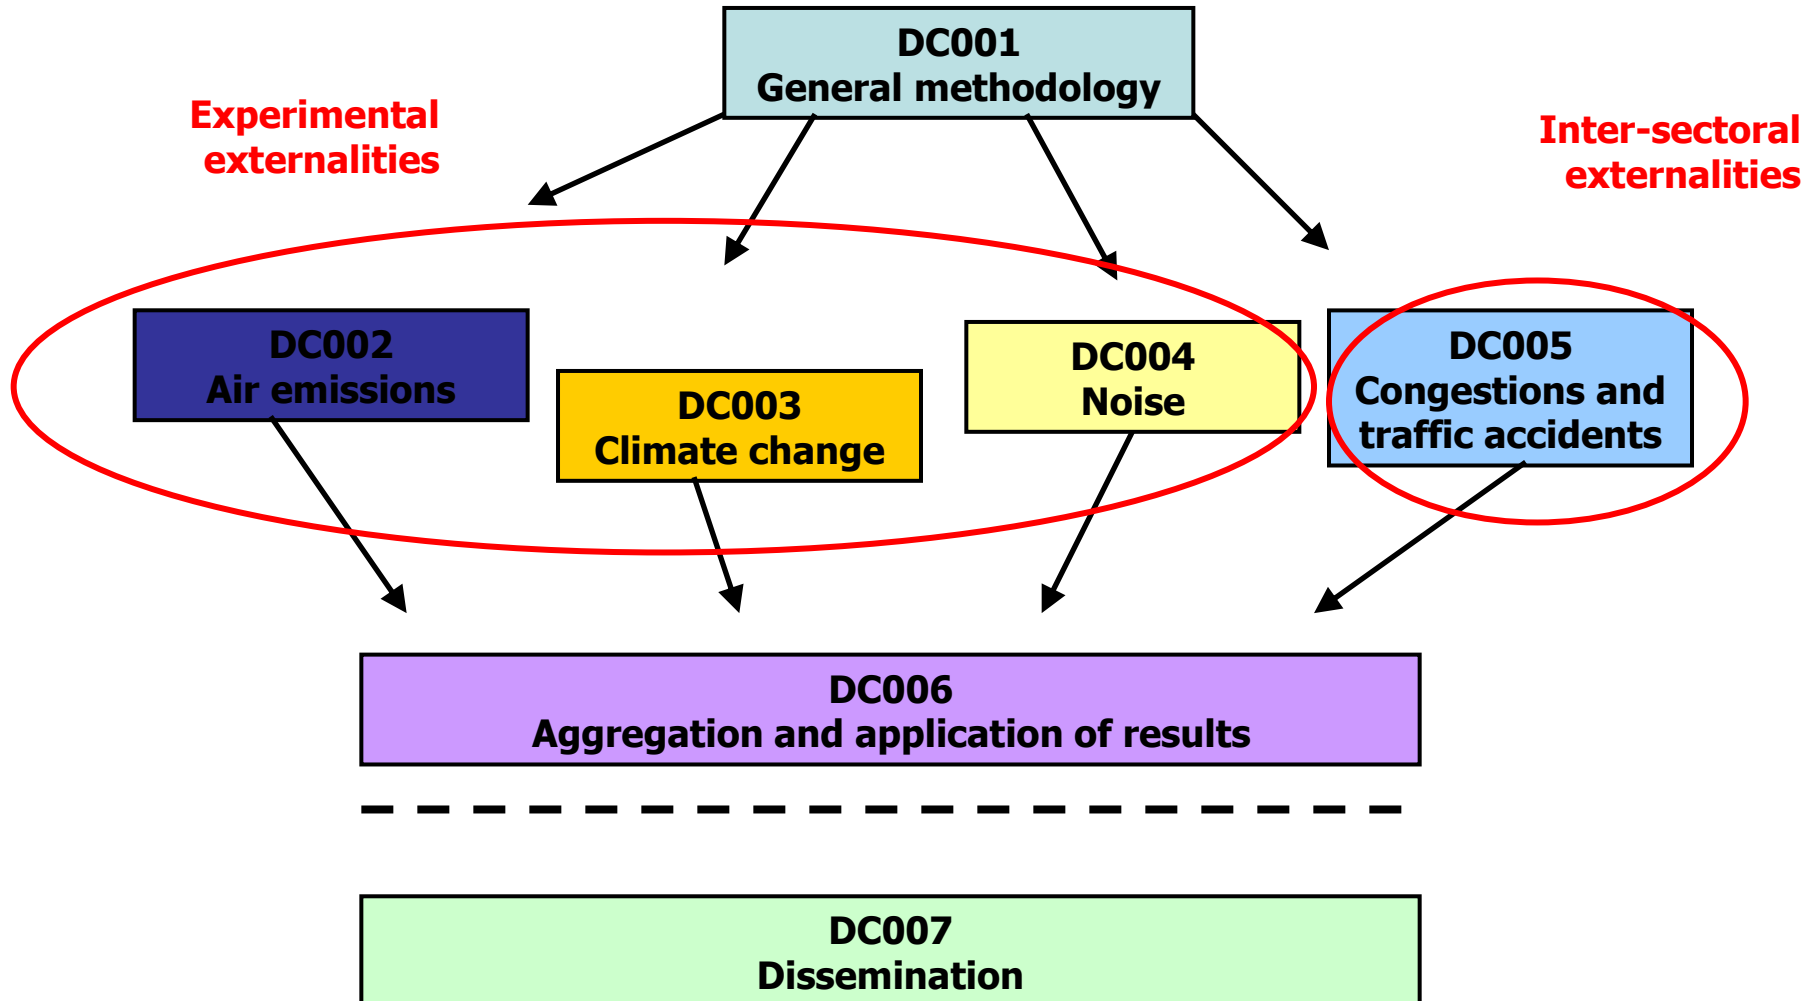 DC001
General methodology
Experimental
externalities
Inter-sectoral
externalities
DC002
Air emissions
DC003
Climate change
DC004
Noise
DC005
Congestions and
traffic accidents
DC006
Aggregation and application of results
DC007
Dissemination